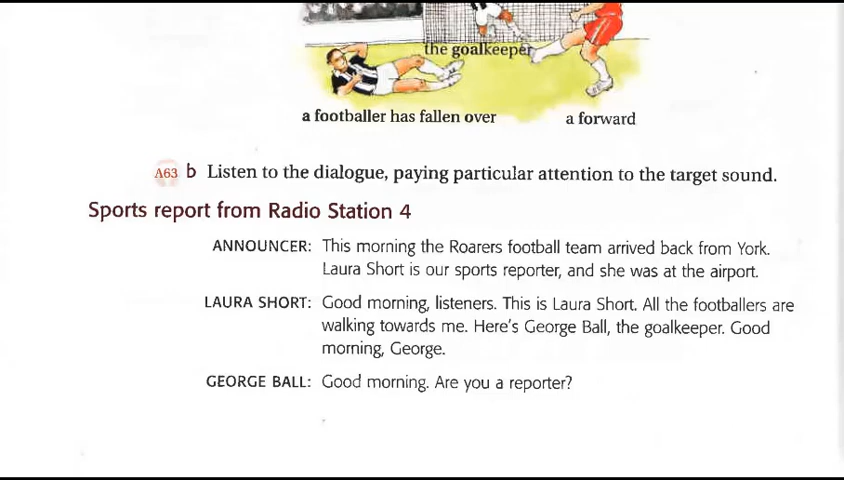 the goalkeeper
a footballer has fallen over
a forward
A63 b Listen to the dialogue, paying particular attention to the target sound.
Sports report from Radio Station 4
ANNOUNCER: This morning the Roarers football team arrived back from York.
Laura Short is our sports reporter, and she was at the airport.
LAURA SHORT: Good morning, listeners. This is Laura Short. All the footballers are
walking towards me. Here's George Ball, the goalkeeper. Good
morning, George.
GEORGE BALL: Good morning. Are you a reporter?